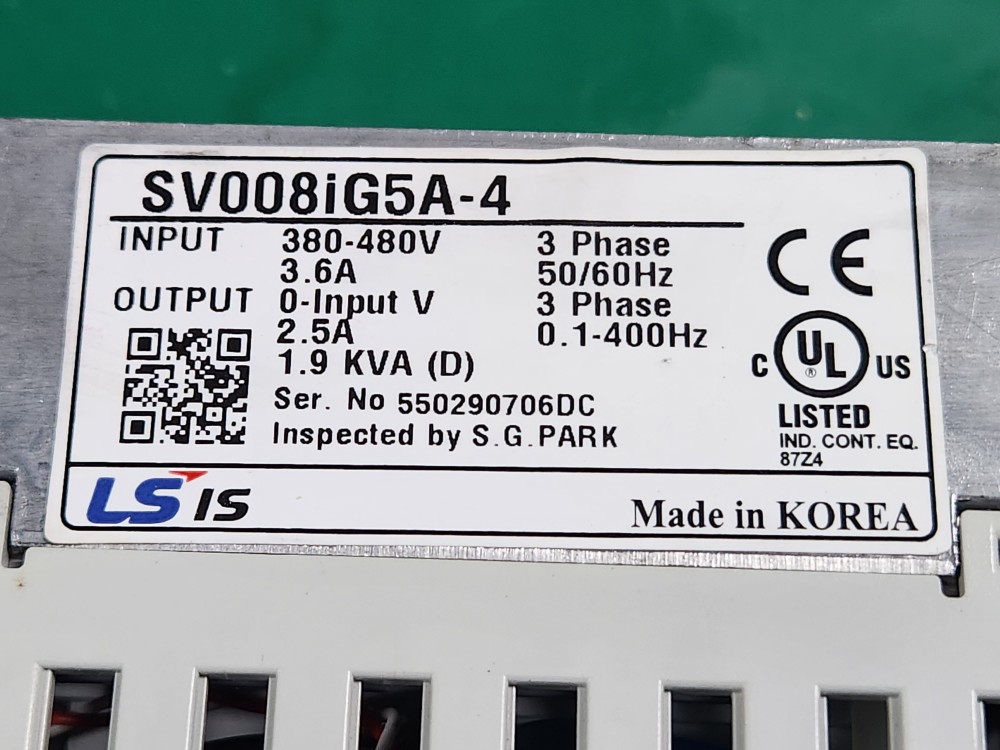 SV008iG5A-4
INPUT 380-480V 3 Phase
3.6A 50/60Hz
OUTPUT 0-Input V 3 Phase
2.5A 0.1-400Hz
1.9 KVA (D)
Ser. No 550290706DC
Inspected by S.G.PARK
CE
C UL US
®
LISTED
IND. CONT. EQ.
87Z4
LS IS
Made in KOREA